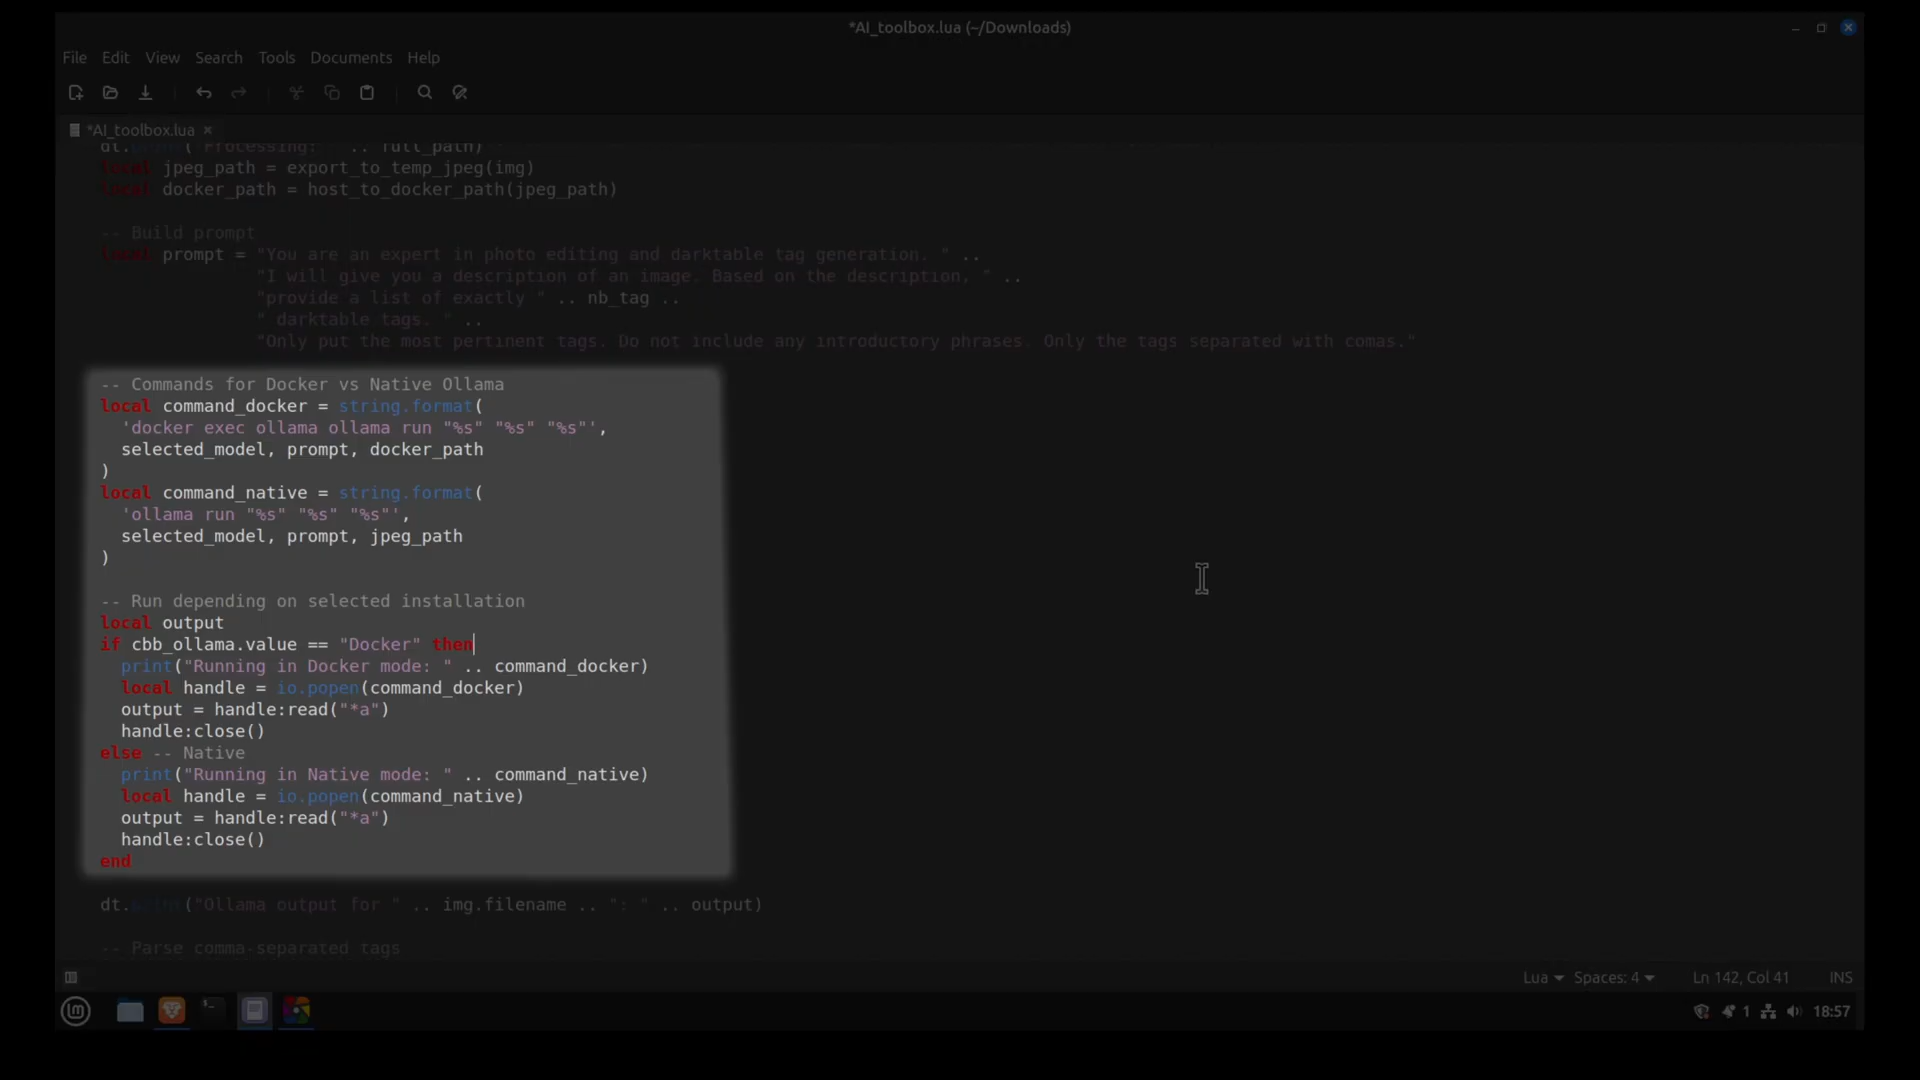 *AI_toolbox.lua (~/Downloads)
File Edit View Search Tools Documents Help
*AI_toolbox.lua
dt.print("Processing: " .. full_path)
local jpeg_path = export_to_temp_jpeg(img)
local docker_path = host_to_docker_path(jpeg_path)
-- Build prompt
local prompt = "You are an expert in photo editing and darktable tag generation. " ..
"I will give you a description of an image. Based on the description, " ..
"provide a list of exactly " .. nb_tag ..
" darktable tags. " ..
"Only put the most pertinent tags. Do not include any introductory phrases. Only the tags separated with comas."
-- Commands for Docker vs Native Ollama
local command_docker = string.format(
'docker exec ollama ollama run "%s" "%s" "%s"',
selected_model, prompt, docker_path
)
local command_native = string.format(
'ollama run "%s" "%s" "%s"',
selected_model, prompt, jpeg_path
)
-- Run depending on selected installation
local output
if cbb_ollama.value == "Docker" then
print("Running in Docker mode: " .. command_docker)
local handle = io.popen(command_docker)
output = handle:read("*a")
handle:close()
else -- Native
print("Running in Native mode: " .. command_native)
local handle = io.popen(command_native)
output = handle:read("*a")
handle:close()
end
dt.print("Ollama output for " .. img.filename .. ": " .. output)
-- Parse comma-separated tags
Lua Spaces: 4 Ln 142, Col 41 INS
1 18:57